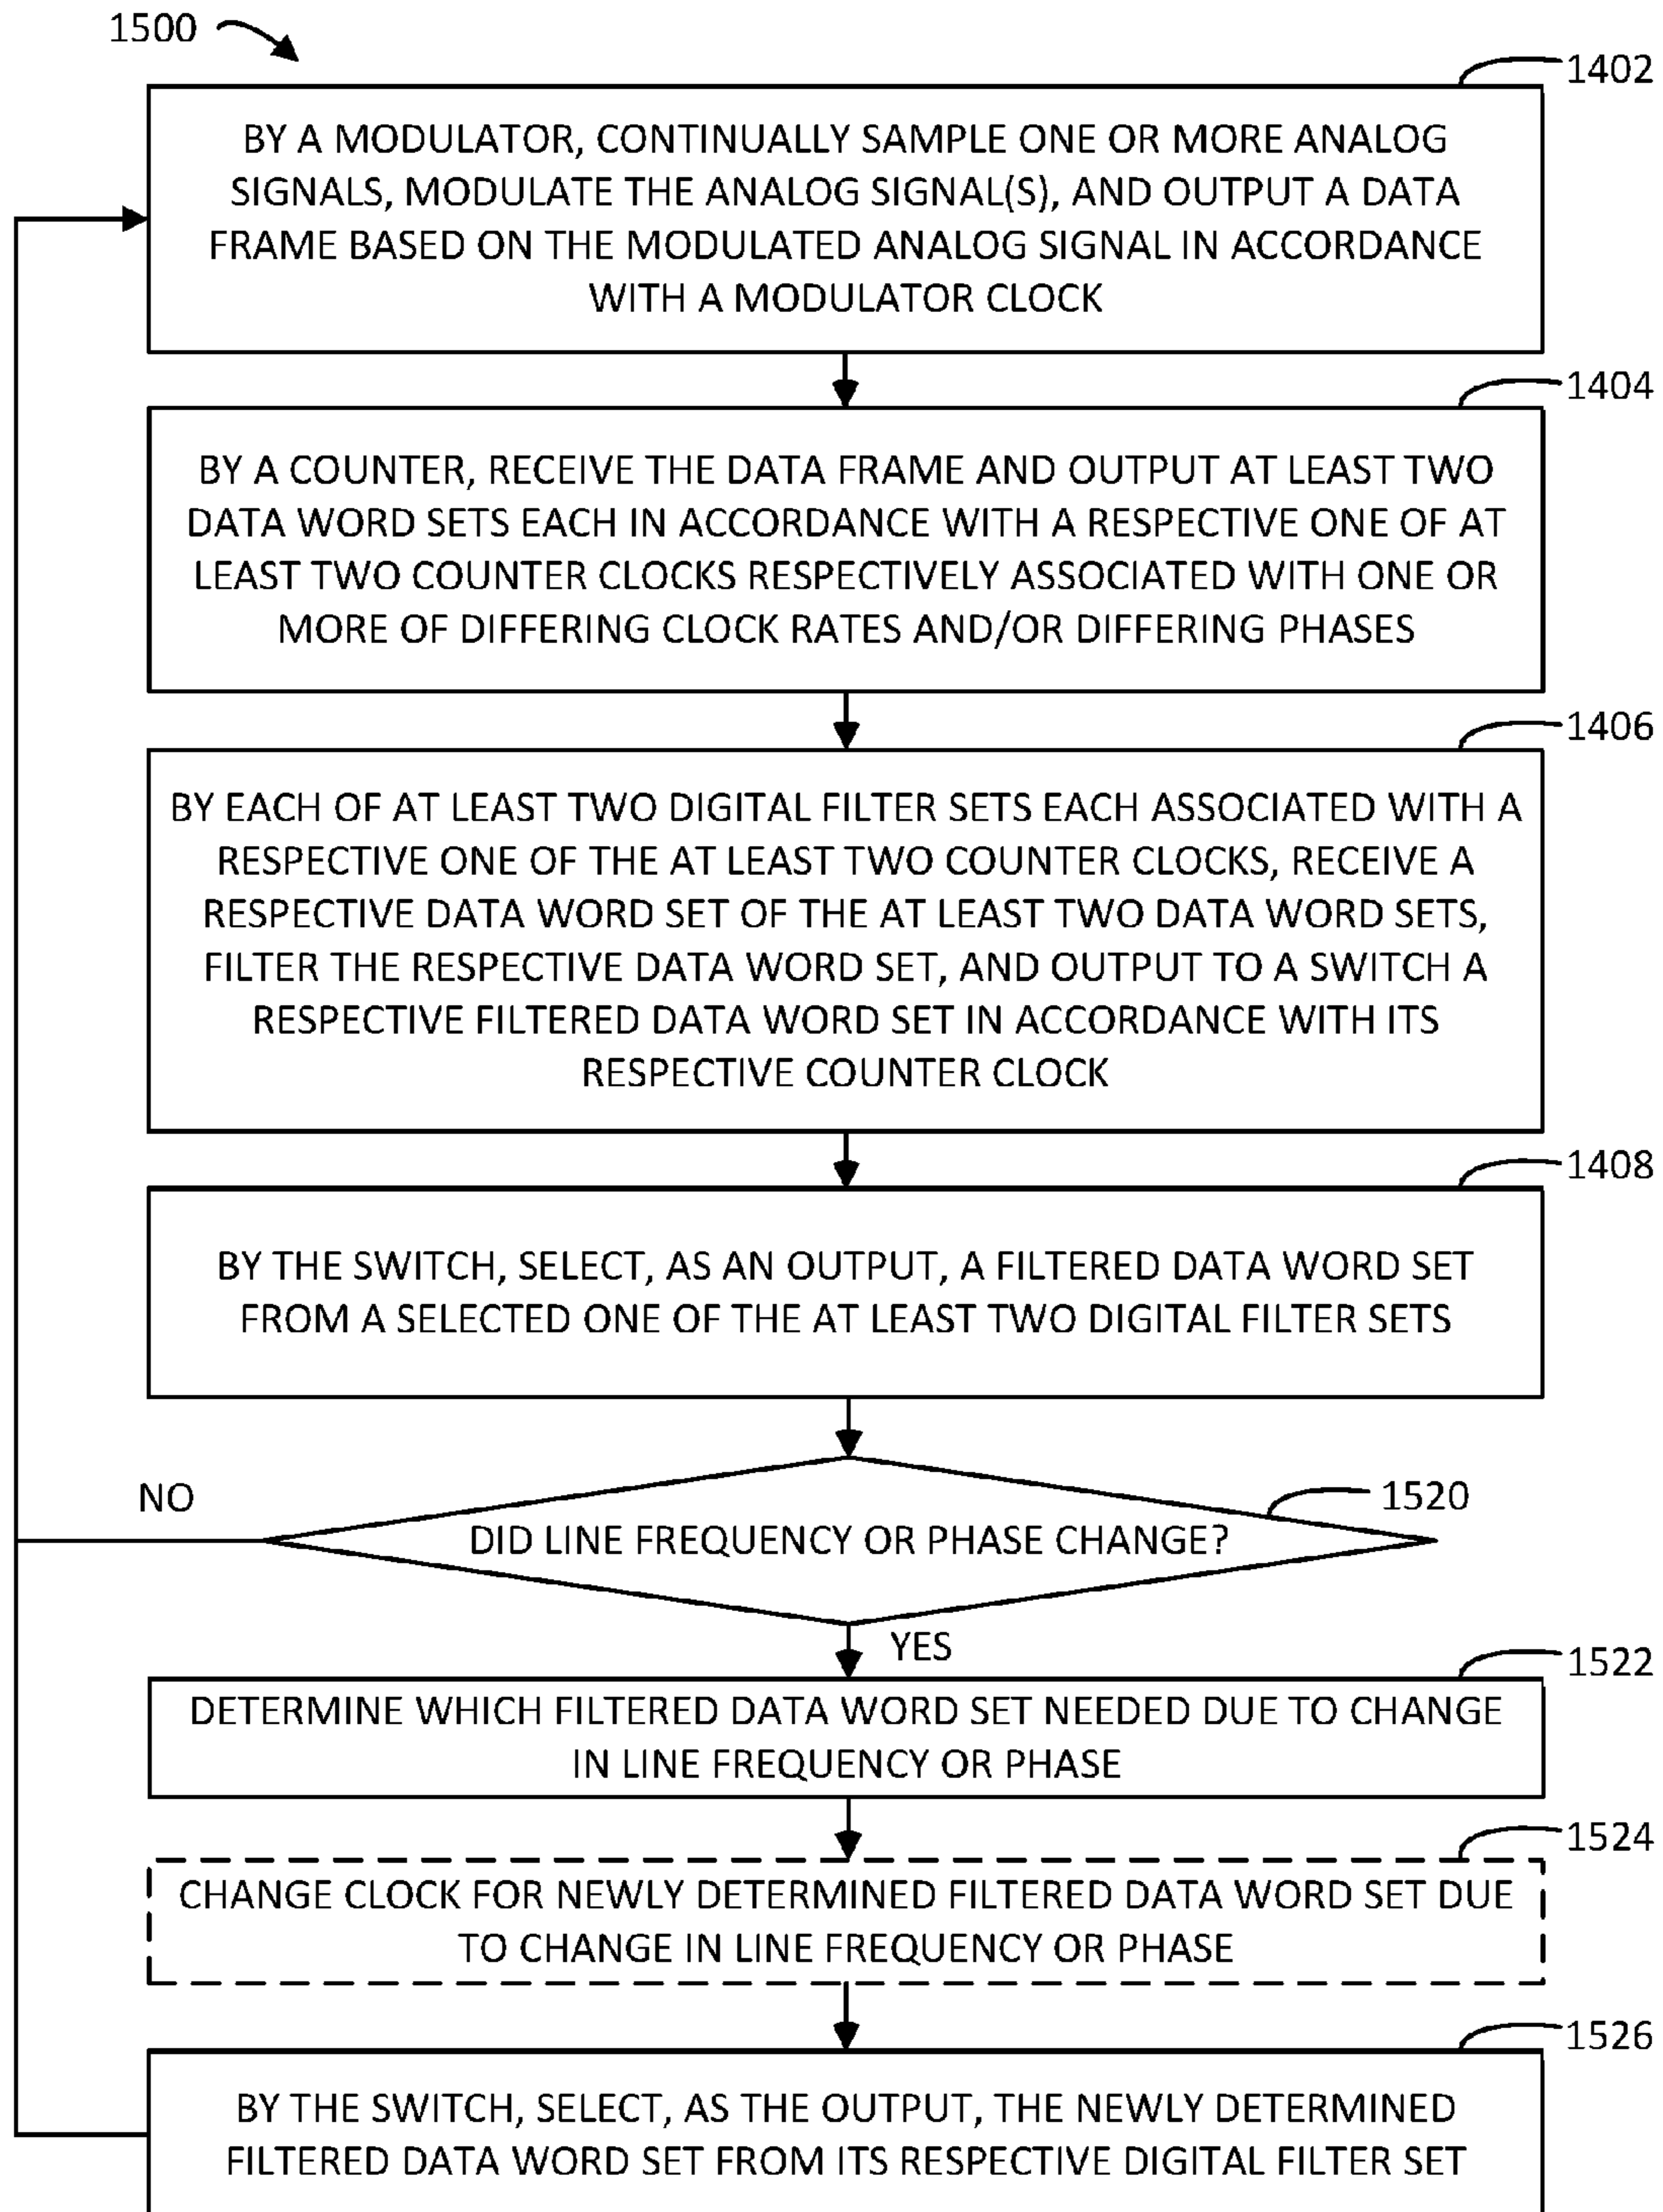 1500
1402
BY A MODULATOR, CONTINUALLY SAMPLE ONE OR MORE ANALOG
SIGNALS, MODULATE THE ANALOG SIGNAL(S), AND OUTPUT A DATA
FRAME BASED ON THE MODULATED ANALOG SIGNAL IN ACCORDANCE
WITH A MODULATOR CLOCK
1404
BY A COUNTER, RECEIVE THE DATA FRAME AND OUTPUT AT LEAST TWO
DATA WORD SETS EACH IN ACCORDANCE WITH A RESPECTIVE ONE OF AT
LEAST TWO COUNTER CLOCKS RESPECTIVELY ASSOCIATED WITH ONE OR
MORE OF DIFFERING CLOCK RATES AND/OR DIFFERING PHASES
1406
BY EACH OF AT LEAST TWO DIGITAL FILTER SETS EACH ASSOCIATED WITH A
RESPECTIVE ONE OF THE AT LEAST TWO COUNTER CLOCKS, RECEIVE A
RESPECTIVE DATA WORD SET OF THE AT LEAST TWO DATA WORD SETS,
FILTER THE RESPECTIVE DATA WORD SET, AND OUTPUT TO A SWITCH A
RESPECTIVE FILTERED DATA WORD SET IN ACCORDANCE WITH ITS
RESPECTIVE COUNTER CLOCK
1408
BY THE SWITCH, SELECT, AS AN OUTPUT, A FILTERED DATA WORD SET
FROM A SELECTED ONE OF THE AT LEAST TWO DIGITAL FILTER SETS
NO
1520
DID LINE FREQUENCY OR PHASE CHANGE?
YES
1522
DETERMINE WHICH FILTERED DATA WORD SET NEEDED DUE TO CHANGE
IN LINE FREQUENCY OR PHASE
1524
CHANGE CLOCK FOR NEWLY DETERMINED FILTERED DATA WORD SET DUE
TO CHANGE IN LINE FREQUENCY OR PHASE
1526
BY THE SWITCH, SELECT, AS THE OUTPUT, THE NEWLY DETERMINED
FILTERED DATA WORD SET FROM ITS RESPECTIVE DIGITAL FILTER SET